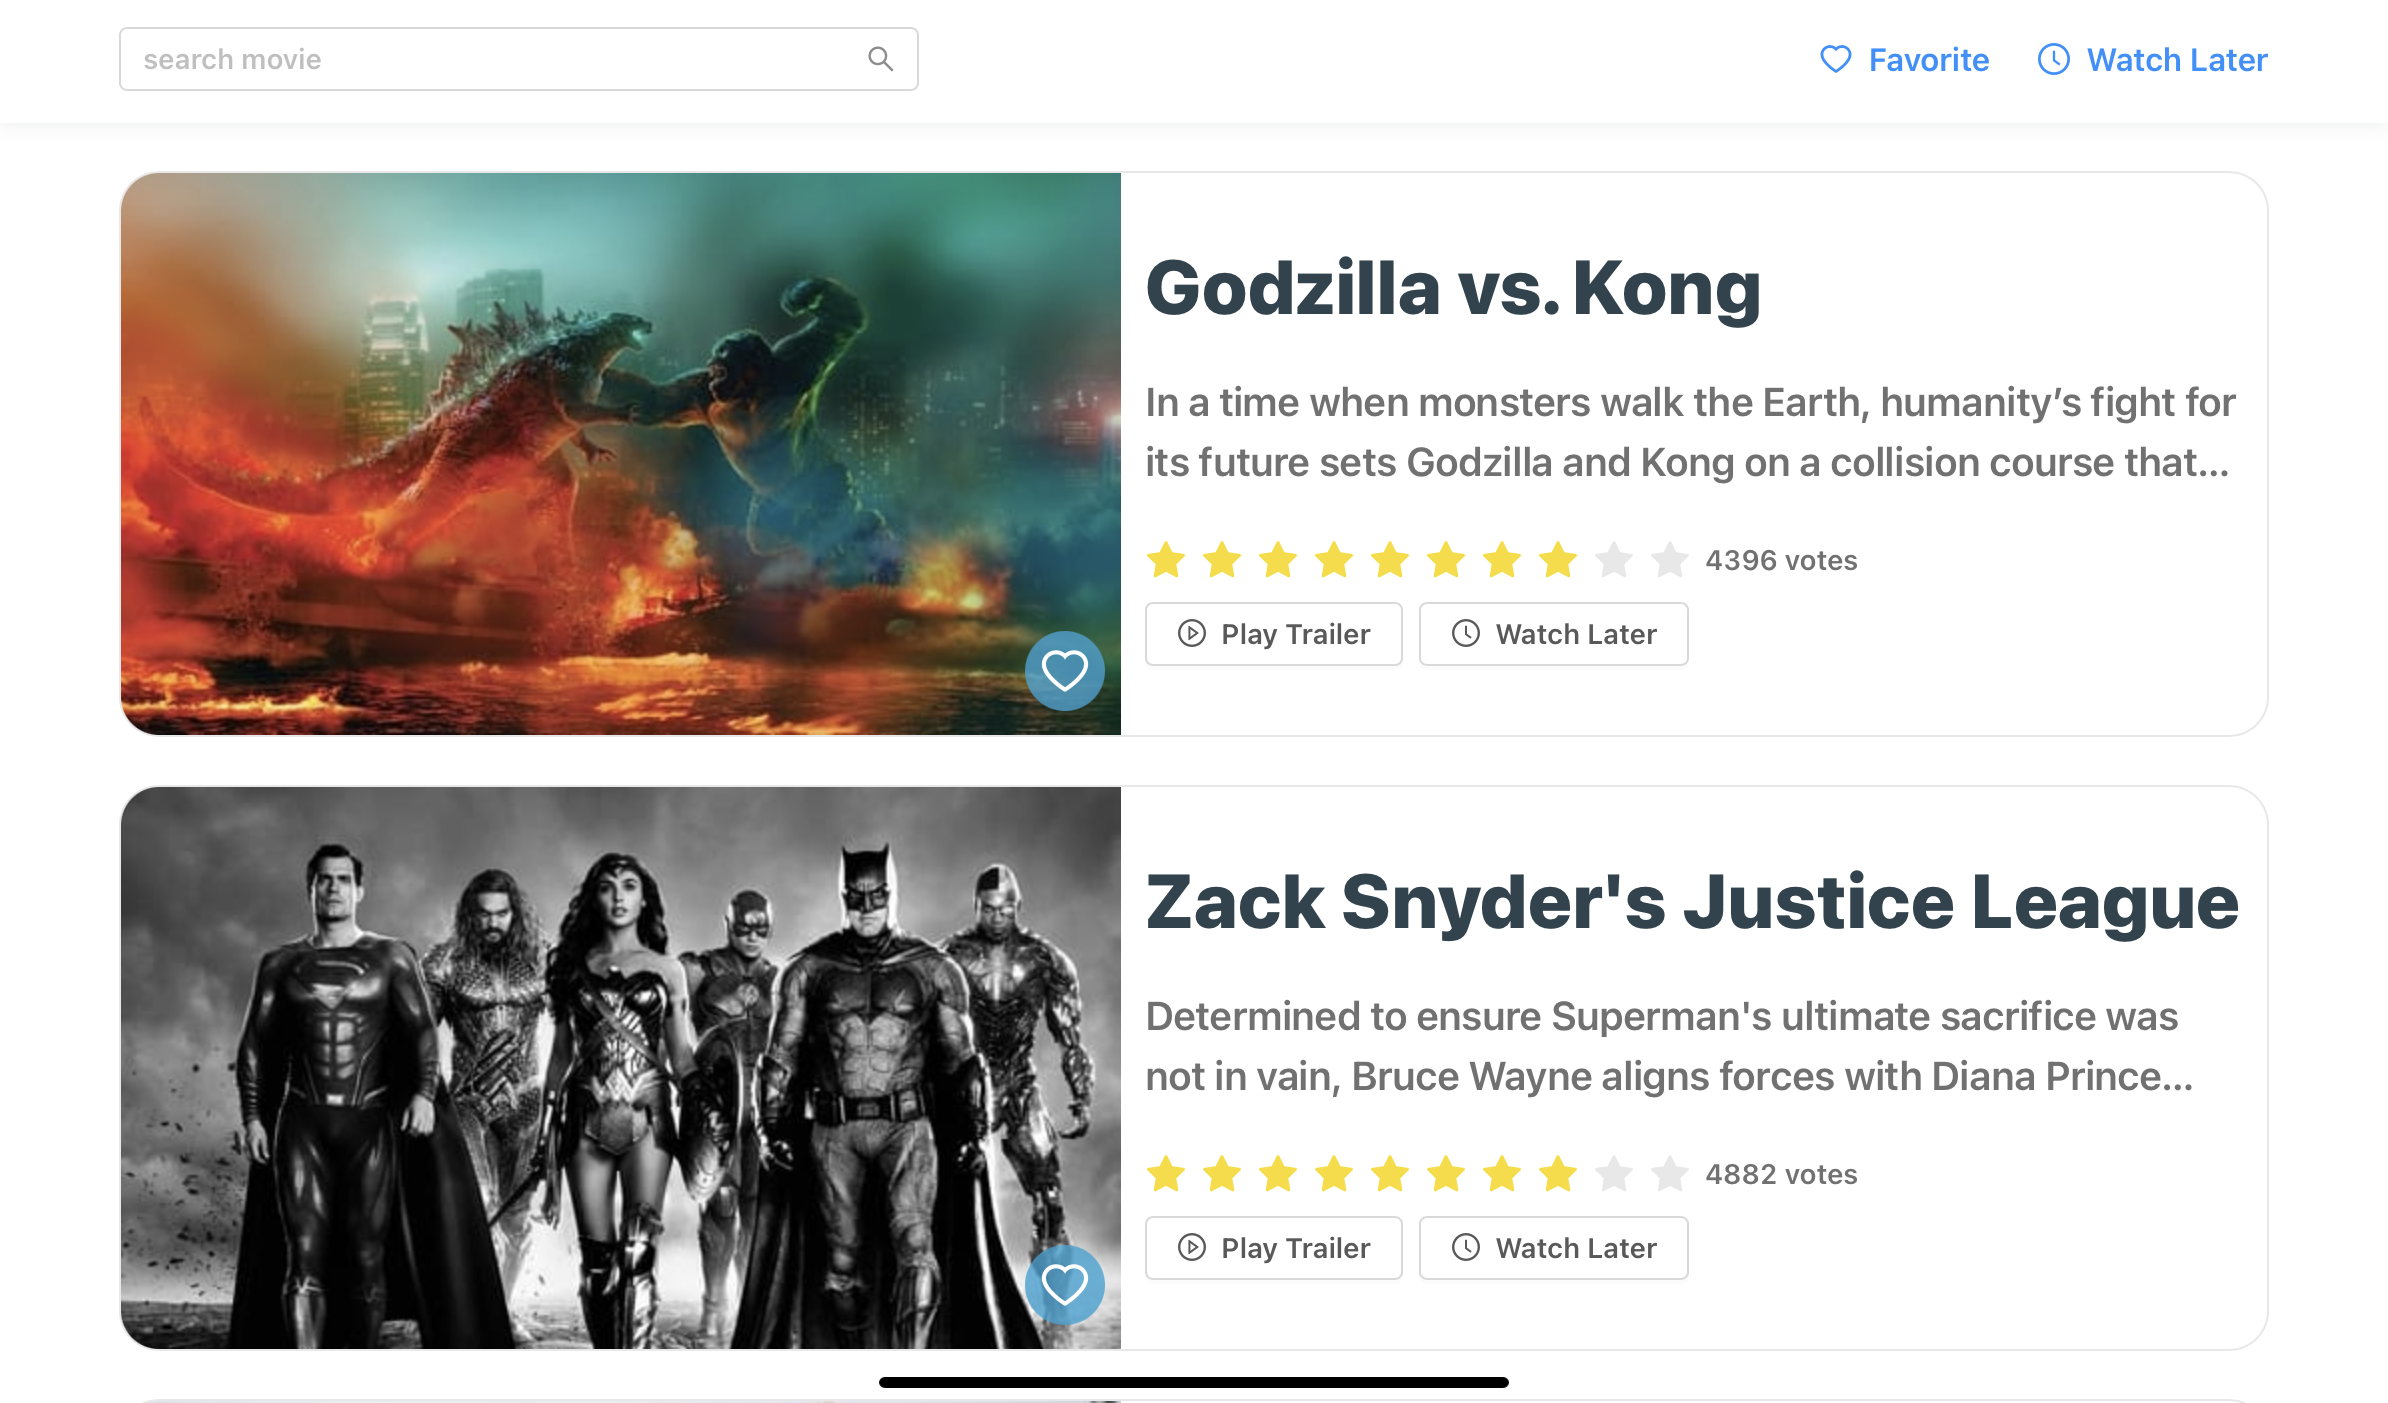 search movie
Favorite
Watch Later
Godzilla vs. Kong
In a time when monsters walk the Earth, humanity’s fight for
its future sets Godzilla and Kong on a collision course that...
4396 votes
Play Trailer
Watch Later
Zack Snyder's Justice League
Determined to ensure Superman's ultimate sacrifice was
not in vain, Bruce Wayne aligns forces with Diana Prince...
4882 votes
Play Trailer
Watch Later